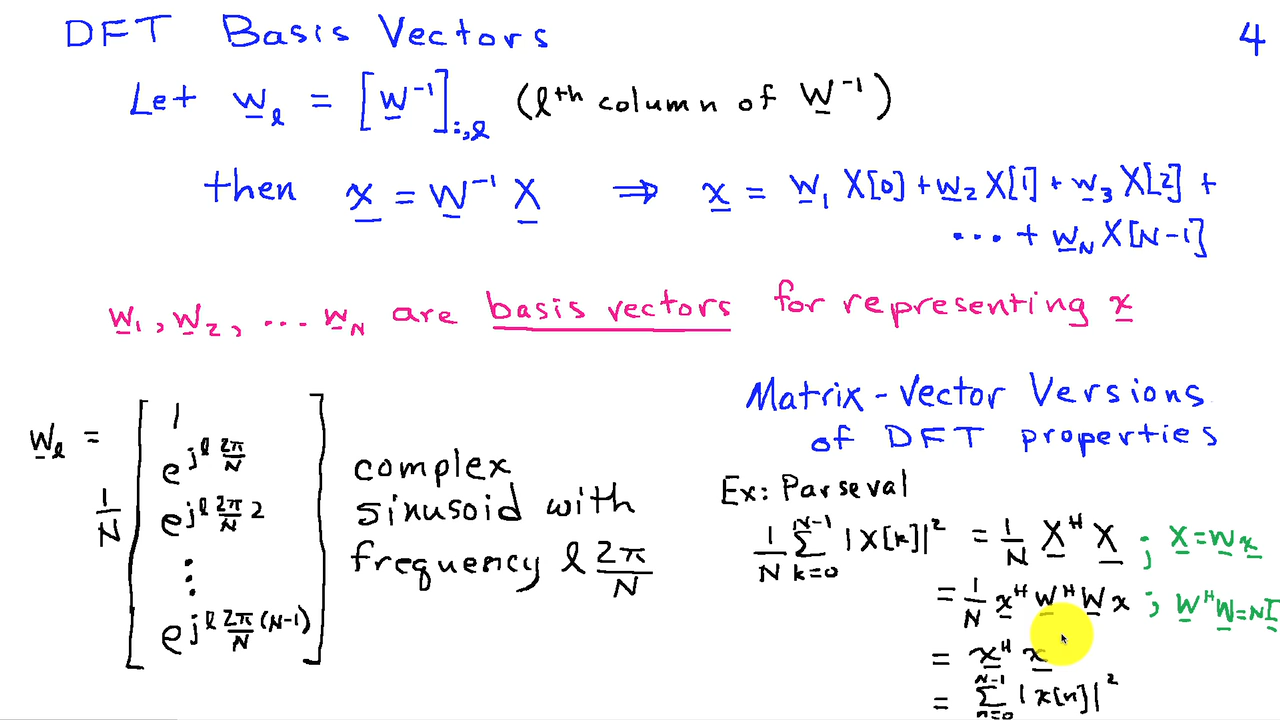 DFT Basis Vectors 4
Let w_l = [W^-1]_:,l (l^th column of W^-1)
then x = W^-1 X ⇒ x = w_1 X[0] + w_2 X[1] + w_3 X[2] +
... + w_N X[N-1]
w_1, w_2, ... w_N are basis vectors for representing x
w_l = 1/N [ 1
e^{jl 2π/N}
e^{jl 2π/N 2}
⋮
e^{jl 2π/N (N-1)} ]
complex
sinusoid with
frequency l 2π/N
Matrix-Vector Versions
of DFT properties
Ex: Parseval
1/N Σ_{k=0}^{N-1} |X[k]|^2 = 1/N X^H X ; X = W x
= 1/N x^H W^H W x ; W^H W = N I
= x^H x
= Σ_{n=0}^{N-1} |x[n]|^2